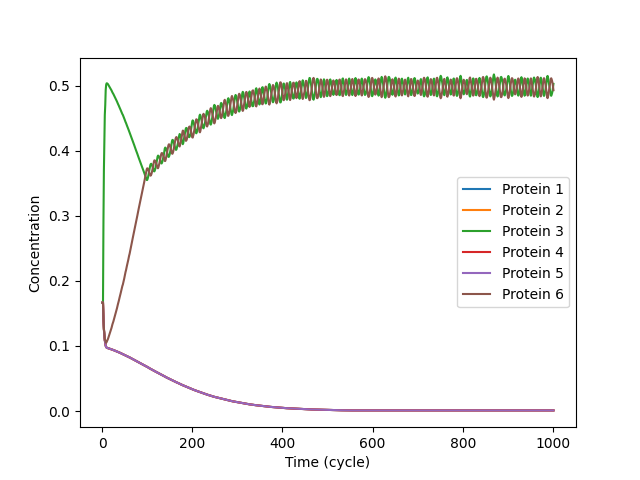 0.5
0.4
0.3
0.2
0.1
0.0
Concentration
Protein 1
Protein 2
Protein 3
Protein 4
Protein 5
Protein 6
0
200
400
600
800
1000
Time (cycle)